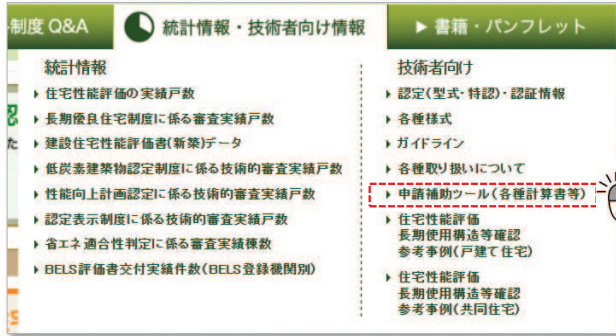 制度 Q&A
統計情報・技術者向け情報
▶ 書籍・パンフレット
統計情報
住宅性能評価の実績戸数
長期優良住宅制度に係る審査実績戸数
建設住宅性能評価書(新築)データ
低炭素建築物認定制度に係る技術的審査実績戸数
性能向上計画認定に係る技術的審査実績戸数
認定表示制度に係る技術的審査実績戸数
省エネ適合性判定に係る審査実績棟数
BELS評価書交付実績件数(BELS登録機関別)
技術者向け
認定(型式・特認)・認証情報
各種様式
ガイドライン
各種取り扱いについて
申請補助ツール(各種計算書等)
住宅性能評価
長期使用構造等確認
参考事例(戸建て住宅)
住宅性能評価
長期使用構造等確認
参考事例(共同住宅)